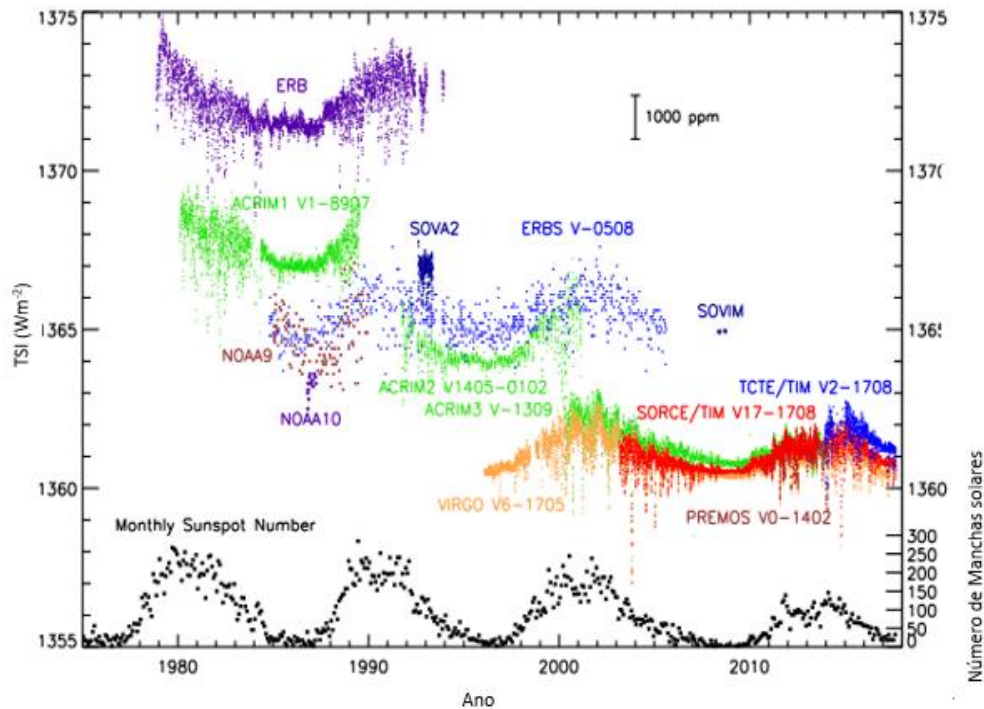 1375
1370
1365
1360
1355
TSI (Wm-2)
ERB
1000 ppm
ACRIM1 V1-8907
SOVA2
ERBS V-0508
SOVIM
NOAA9
NOAA10
ACRIM2 V1405-0102
ACRIM3 V-1309
TCTE/TIM V2-1708
SORCE/TIM V17-1708
VIRGO V6-1705
PREMOS V0-1402
Monthly Sunspot Number
1980
1990
2000
2010
Ano
1375
1360
300
250
200
150
100
50
0
Número de Manchas solares